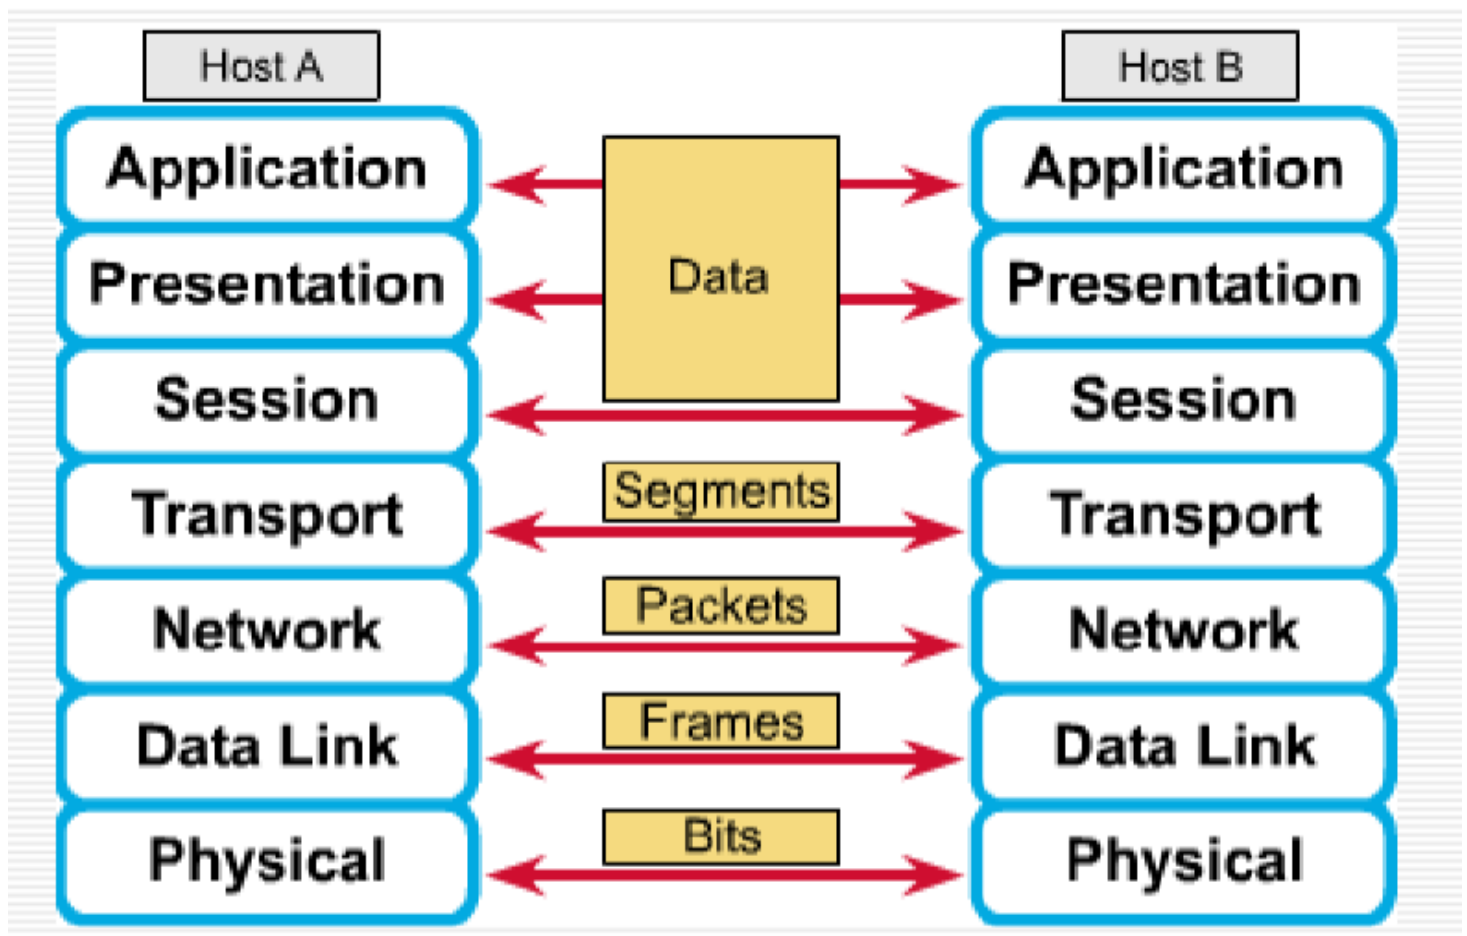 Host A
Host B
Application
Application
Presentation
Data
Presentation
Session
Session
Segments
Transport
Transport
Packets
Network
Network
Frames
Data Link
Data Link
Bits
Physical
Physical